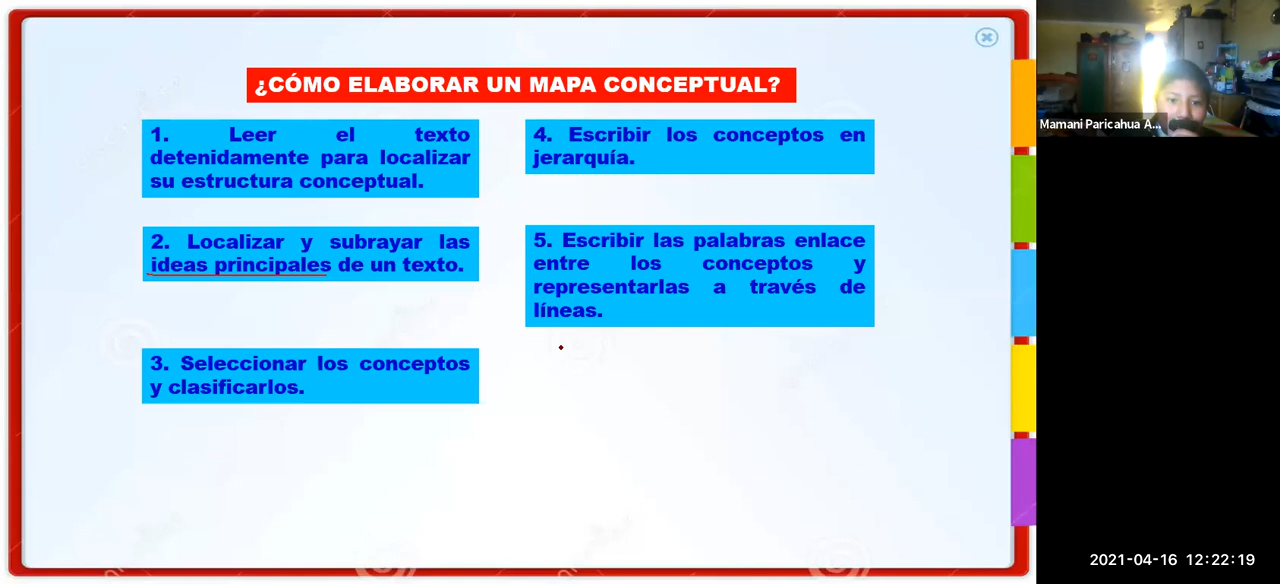 ¿CÓMO ELABORAR UN MAPA CONCEPTUAL?
1. Leer el texto
detenidamente para localizar
su estructura conceptual.
2. Localizar y subrayar las
ideas principales de un texto.
3. Seleccionar los conceptos
y clasificarlos.
4. Escribir los conceptos en
jerarquía.
5. Escribir las palabras enlace
entre los conceptos y
representarlas a través de
líneas.
Mamani Paricahua A...
2021-04-16 12:22:19